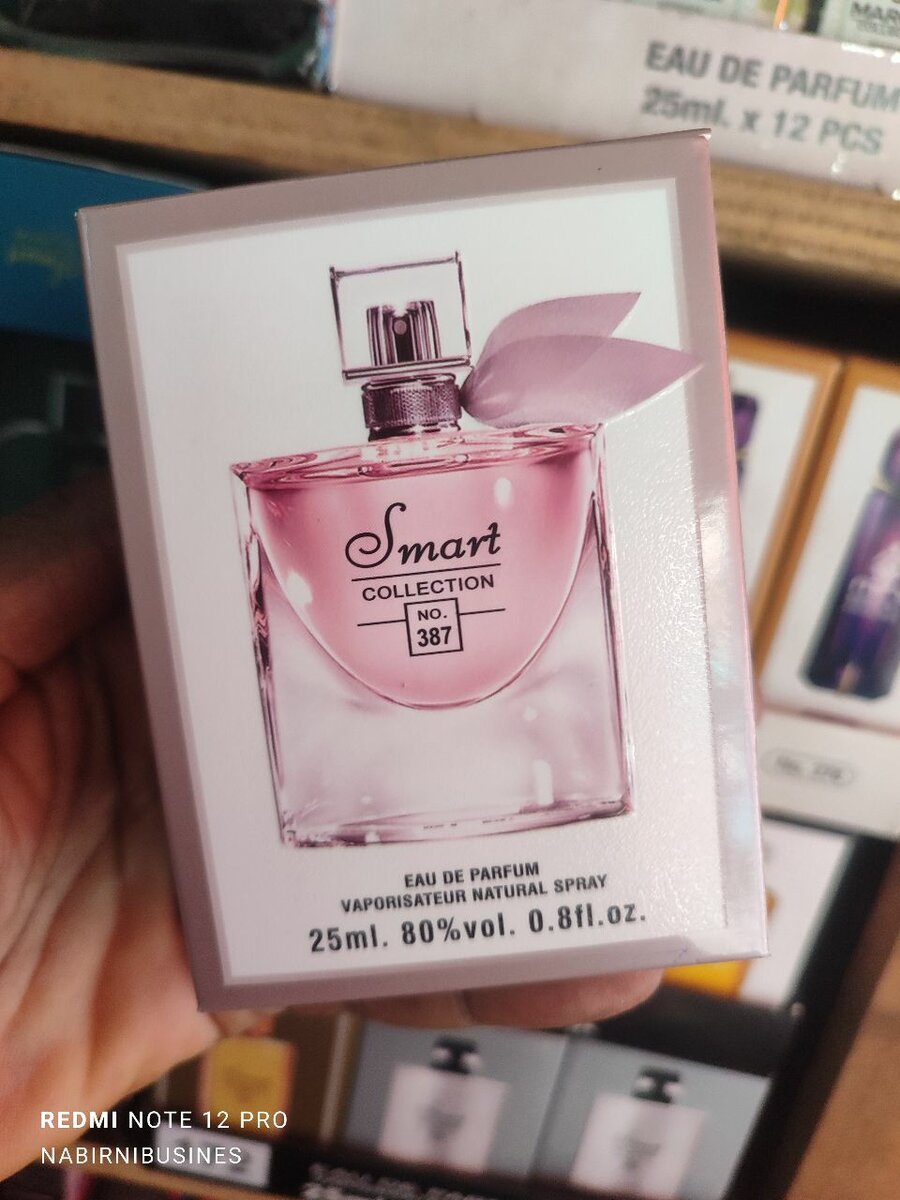 EAU DE PARFUM
25ml. x 12 PCS
Smart
COLLECTION
NO.
387
EAU DE PARFUM
VAPORISATEUR NATURAL SPRAY
25ml. 80%vol. 0.8fl.oz.
REDMI NOTE 12 PRO
NABIRNIBUSINES